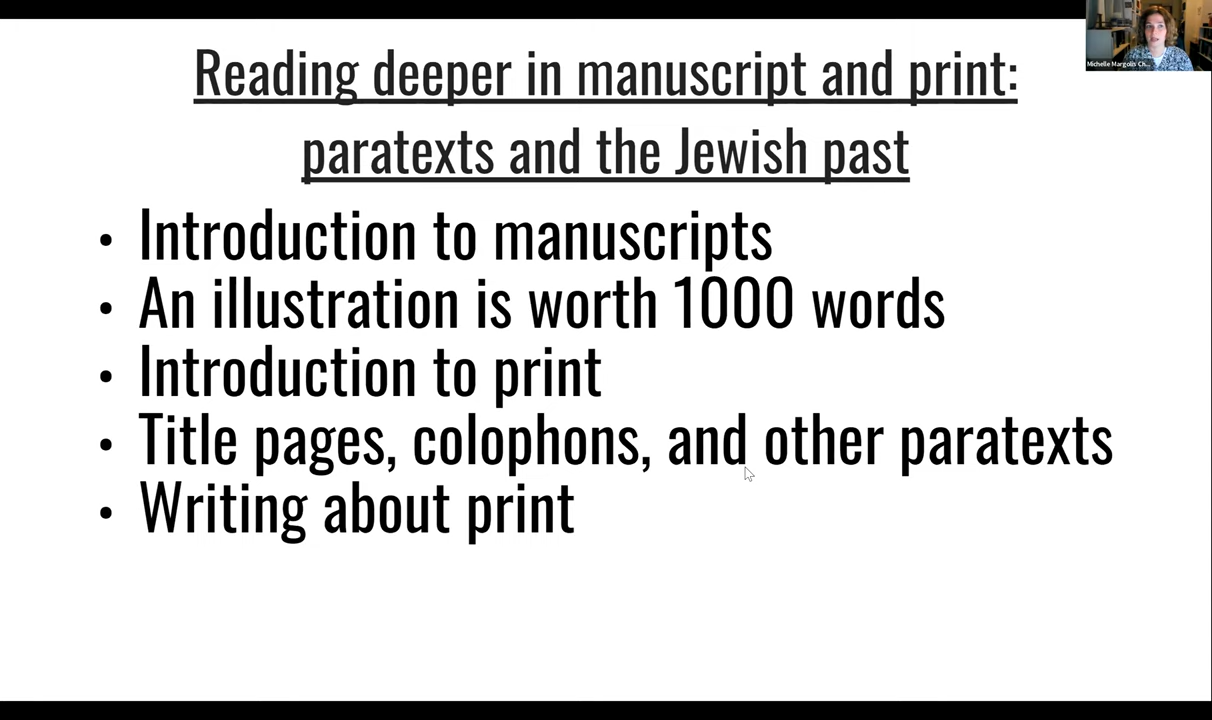 Reading deeper in manuscript and print:
paratexts and the Jewish past
• Introduction to manuscripts
• An illustration is worth 1000 words
• Introduction to print
• Title pages, colophons, and other paratexts
• Writing about print
Michelle Margolis Ch...